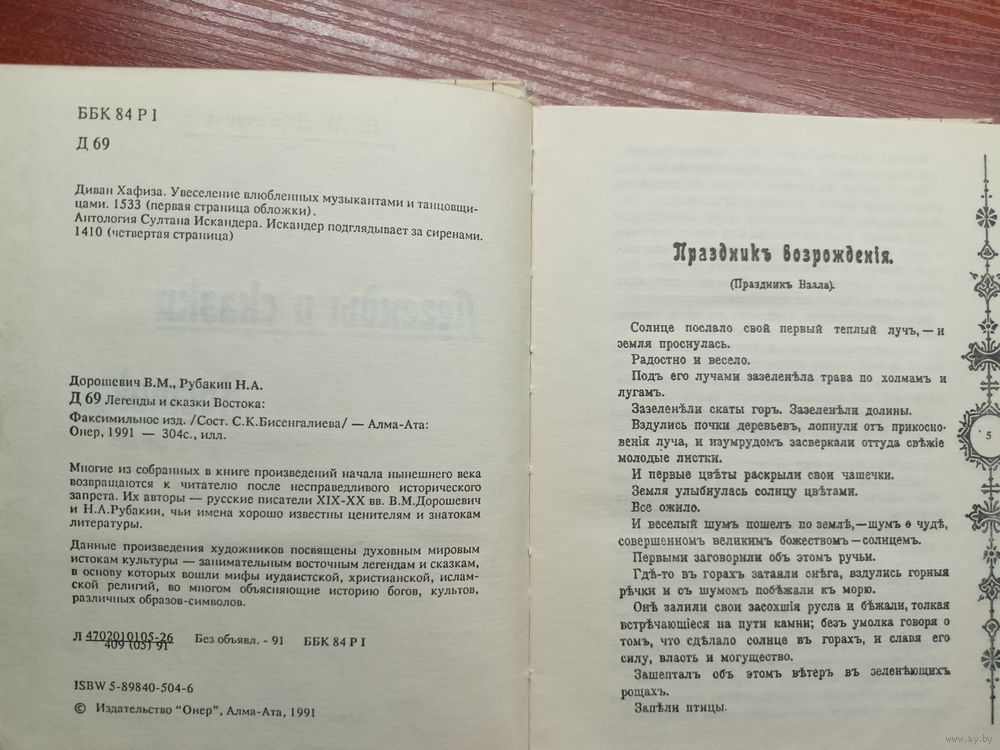 ББК 84 Р I
Д 69
Диван Хафиза. Увеселение влюбленных музыкантами и танцовщи-
цами. 1533 (первая страница обложки).
Антология Султана Искандера. Искандер подглядывает за сиренами.
1410 (четвертая страница)
Дорошевич В.М., Рубакин Н.А.
Д 69 Легенды и сказки Востока:
Факсимильное изд. /Сост. С.К.Бисенгалиева/ — Алма-Ата:
Онер, 1991 — 304с., илл.
Многие из собранных в книге произведений начала нынешнего века
возвращаются к читателю после несправедливого исторического
запрета. Их авторы — русские писатели XIX-XX вв. В.М.Дорошевич
и Н.А.Рубакин, чьи имена хорошо известны ценителям и знатокам
литературы.
Данные произведения художников посвящены духовным мировым
истокам культуры — занимательным восточным легендам и сказкам,
в основу которых вошли мифы иудаистской, христианской, ислам-
ской религий, во многом объясняющие историю богов, культов,
различных образов-символов.
Л 4702010105-26
409 (05) 91
Без объявл. - 91 ББК 84 Р I
ISBW 5-89840-504-6
© Издательство "Онер", Алма-Ата, 1991
Праздникъ возрожденія.
(Праздникъ Ваала).
Солнце послало свой первый теплый лучъ, — и
земля проснулась.
Радостно и весело.
Подъ его лучами зазеленѣла трава по холмамъ и
лугамъ.
Зазеленѣли скаты горъ. Зазеленѣли долины.
Вздулись почки деревьевъ, лопнули отъ прикосно-
венія луча, и изумрудомъ засверкали оттуда свѣжіе
молодые листки.
И первые цвѣты раскрыли свои чашечки.
Земля улыбнулась солнцу цвѣтами.
Все ожило.
И веселый шумъ пошелъ по землѣ,—шумъ о чудѣ,
совершенномъ великимъ божествомъ—солнцемъ.
Первыми заговорили объ этомъ ручьи.
Гдѣ-то въ горахъ затаяли снѣга, вздулись горныя
рѣчки и съ шумомъ побѣжали къ морю.
Онѣ залили свои засохшія русла и бѣжали, толкая
встрѣчающіеся на пути камни; безъ умолка говоря о
томъ, что сдѣлало солнце въ горахъ, и славя его
силу, власть и могущество.
Зашепталъ объ этомъ вѣтеръ въ зеленѣющихъ
рощахъ.
Запѣли птицы.
5
www.ay.by